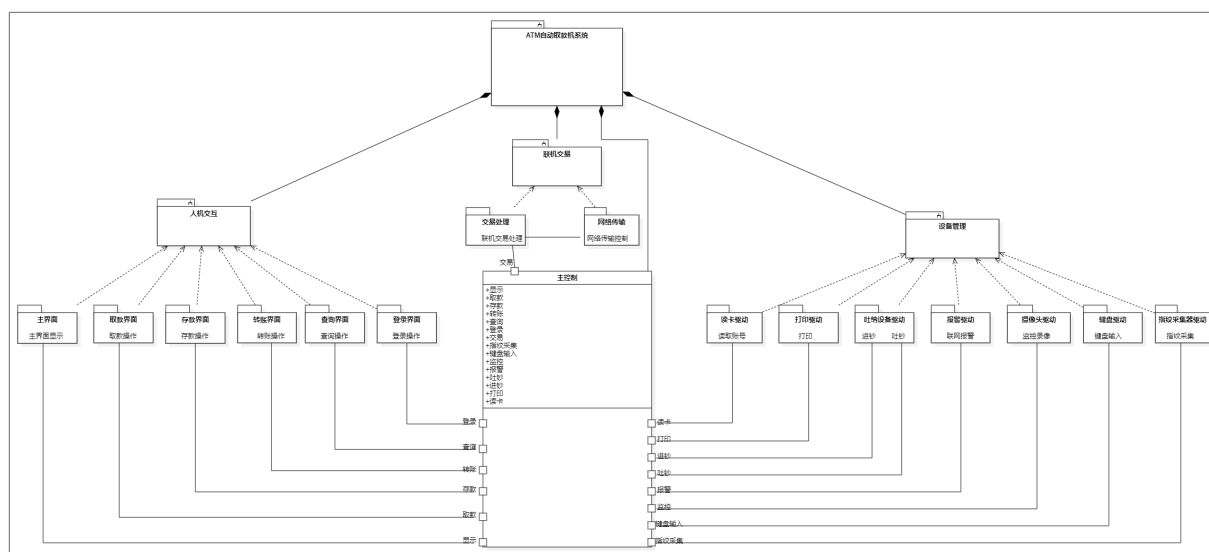 ATM自动取款机系统
联机交易
人机交互
交易处理
联机交易处理
网络传输
网络传输控制
设备管理
交易
主控制
+显示
+取款
+存款
+转账
+查询
+登录
+交易
+指纹采集
+键盘输入
+监控
+报警
+吐钞
+进钞
+打印
+读卡
主界面
主界面显示
取款界面
取款操作
存款界面
存款操作
转账界面
转账操作
查询界面
查询操作
登录界面
登录操作
读卡驱动
读取账号
打印驱动
打印
吐纳设备驱动
进钞 吐钞
报警驱动
联网报警
摄像头驱动
监控录像
键盘驱动
键盘输入
指纹采集器驱动
指纹采集
登录
查询
转账
存款
取款
显示
读卡
打印
进钞
吐钞
报警
监控
键盘输入
指纹采集